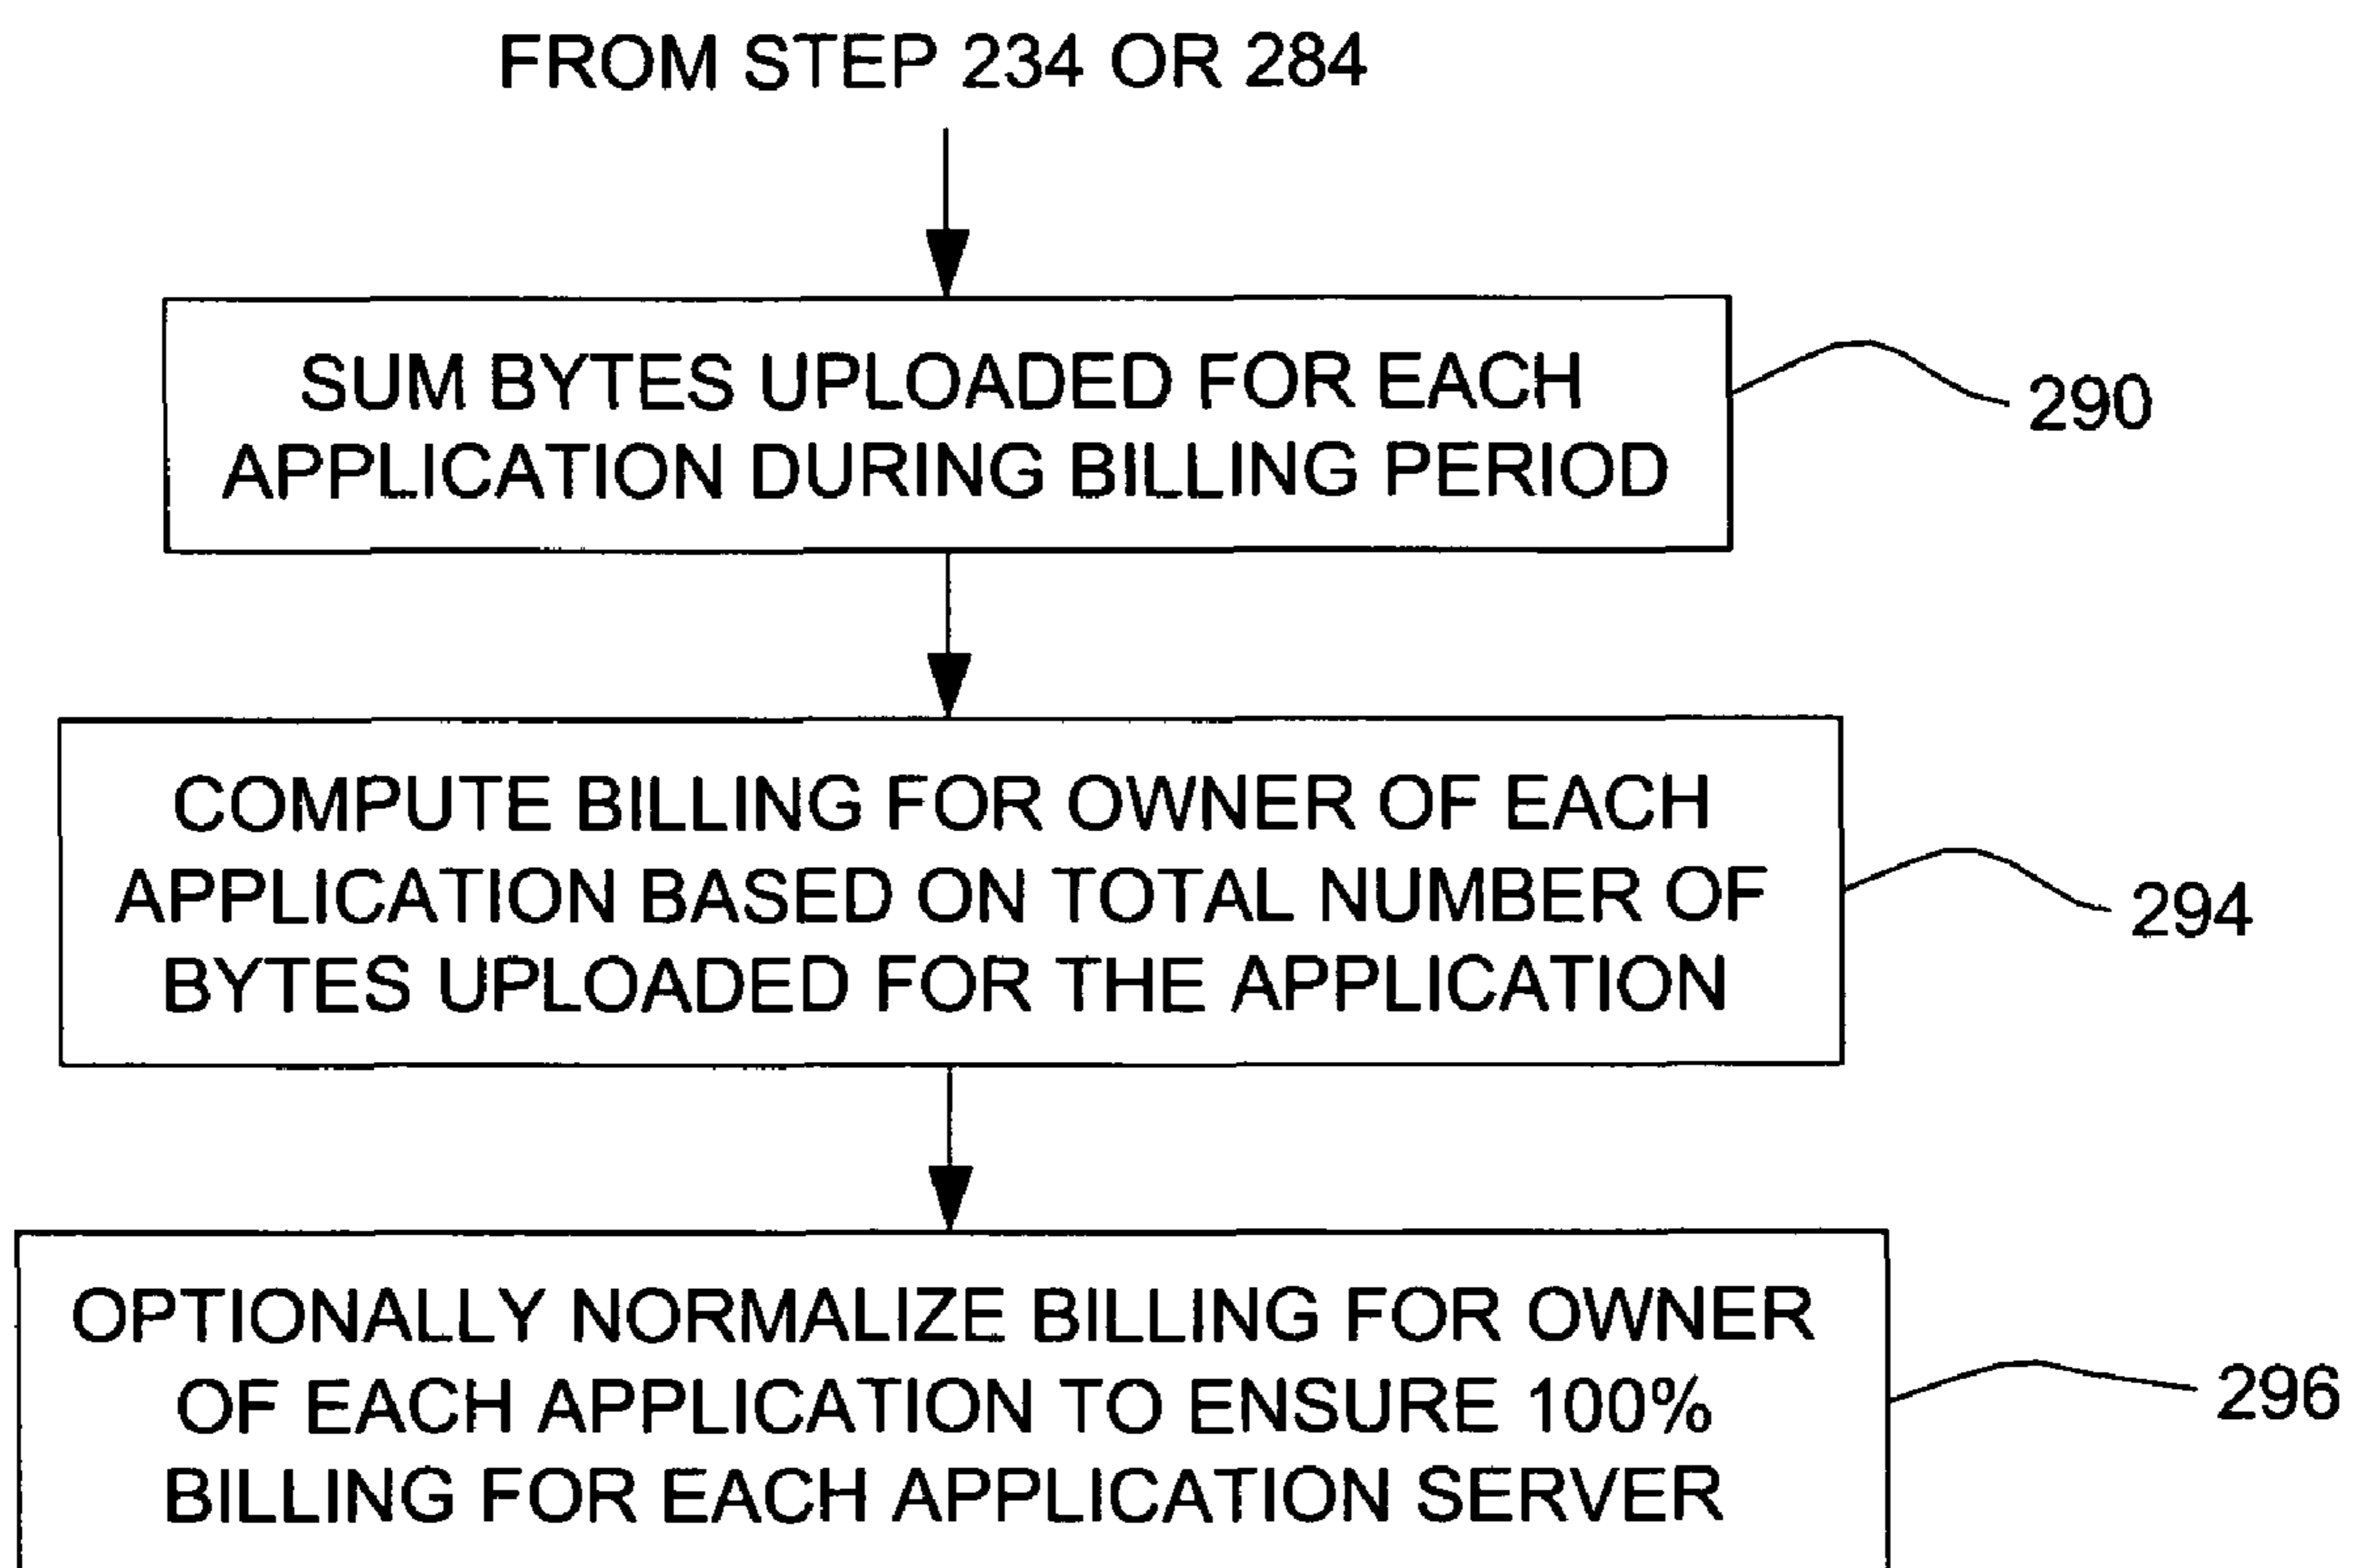 FROM STEP 234 OR 284
SUM BYTES UPLOADED FOR EACH
APPLICATION DURING BILLING PERIOD
290
COMPUTE BILLING FOR OWNER OF EACH
APPLICATION BASED ON TOTAL NUMBER OF
BYTES UPLOADED FOR THE APPLICATION
294
OPTIONALLY NORMALIZE BILLING FOR OWNER
OF EACH APPLICATION TO ENSURE 100%
BILLING FOR EACH APPLICATION SERVER
296